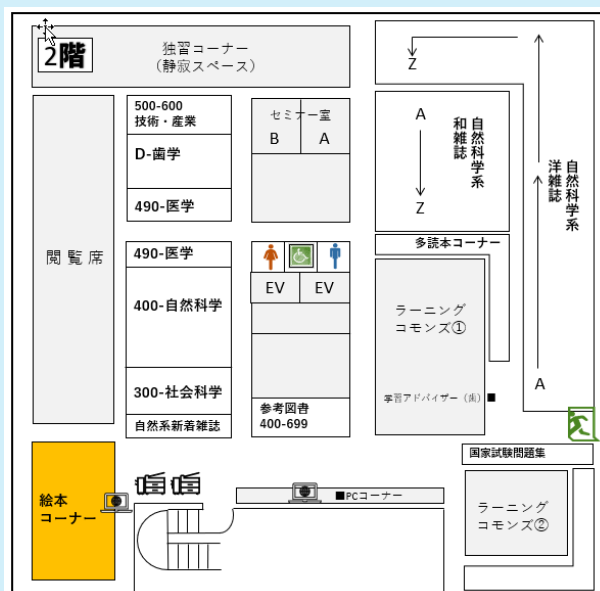 2階
独習コーナー
（静寂スペース）
Z
500-600
技術・産業
D-歯学
490-医学
セミナー室
B
A
A
Z
自然科学系
和雑誌
自然科学系
洋雑誌
A
多読本コーナー
閲覧席
490-医学
400-自然科学
300-社会科学
自然系新着雑誌
EV
EV
参考図書
400-699
ラーニング
コモンズ①
学習アドバイザー（歯）■
国家試験問題集
絵本
コーナー
■PCコーナー
ラーニング
コモンズ②